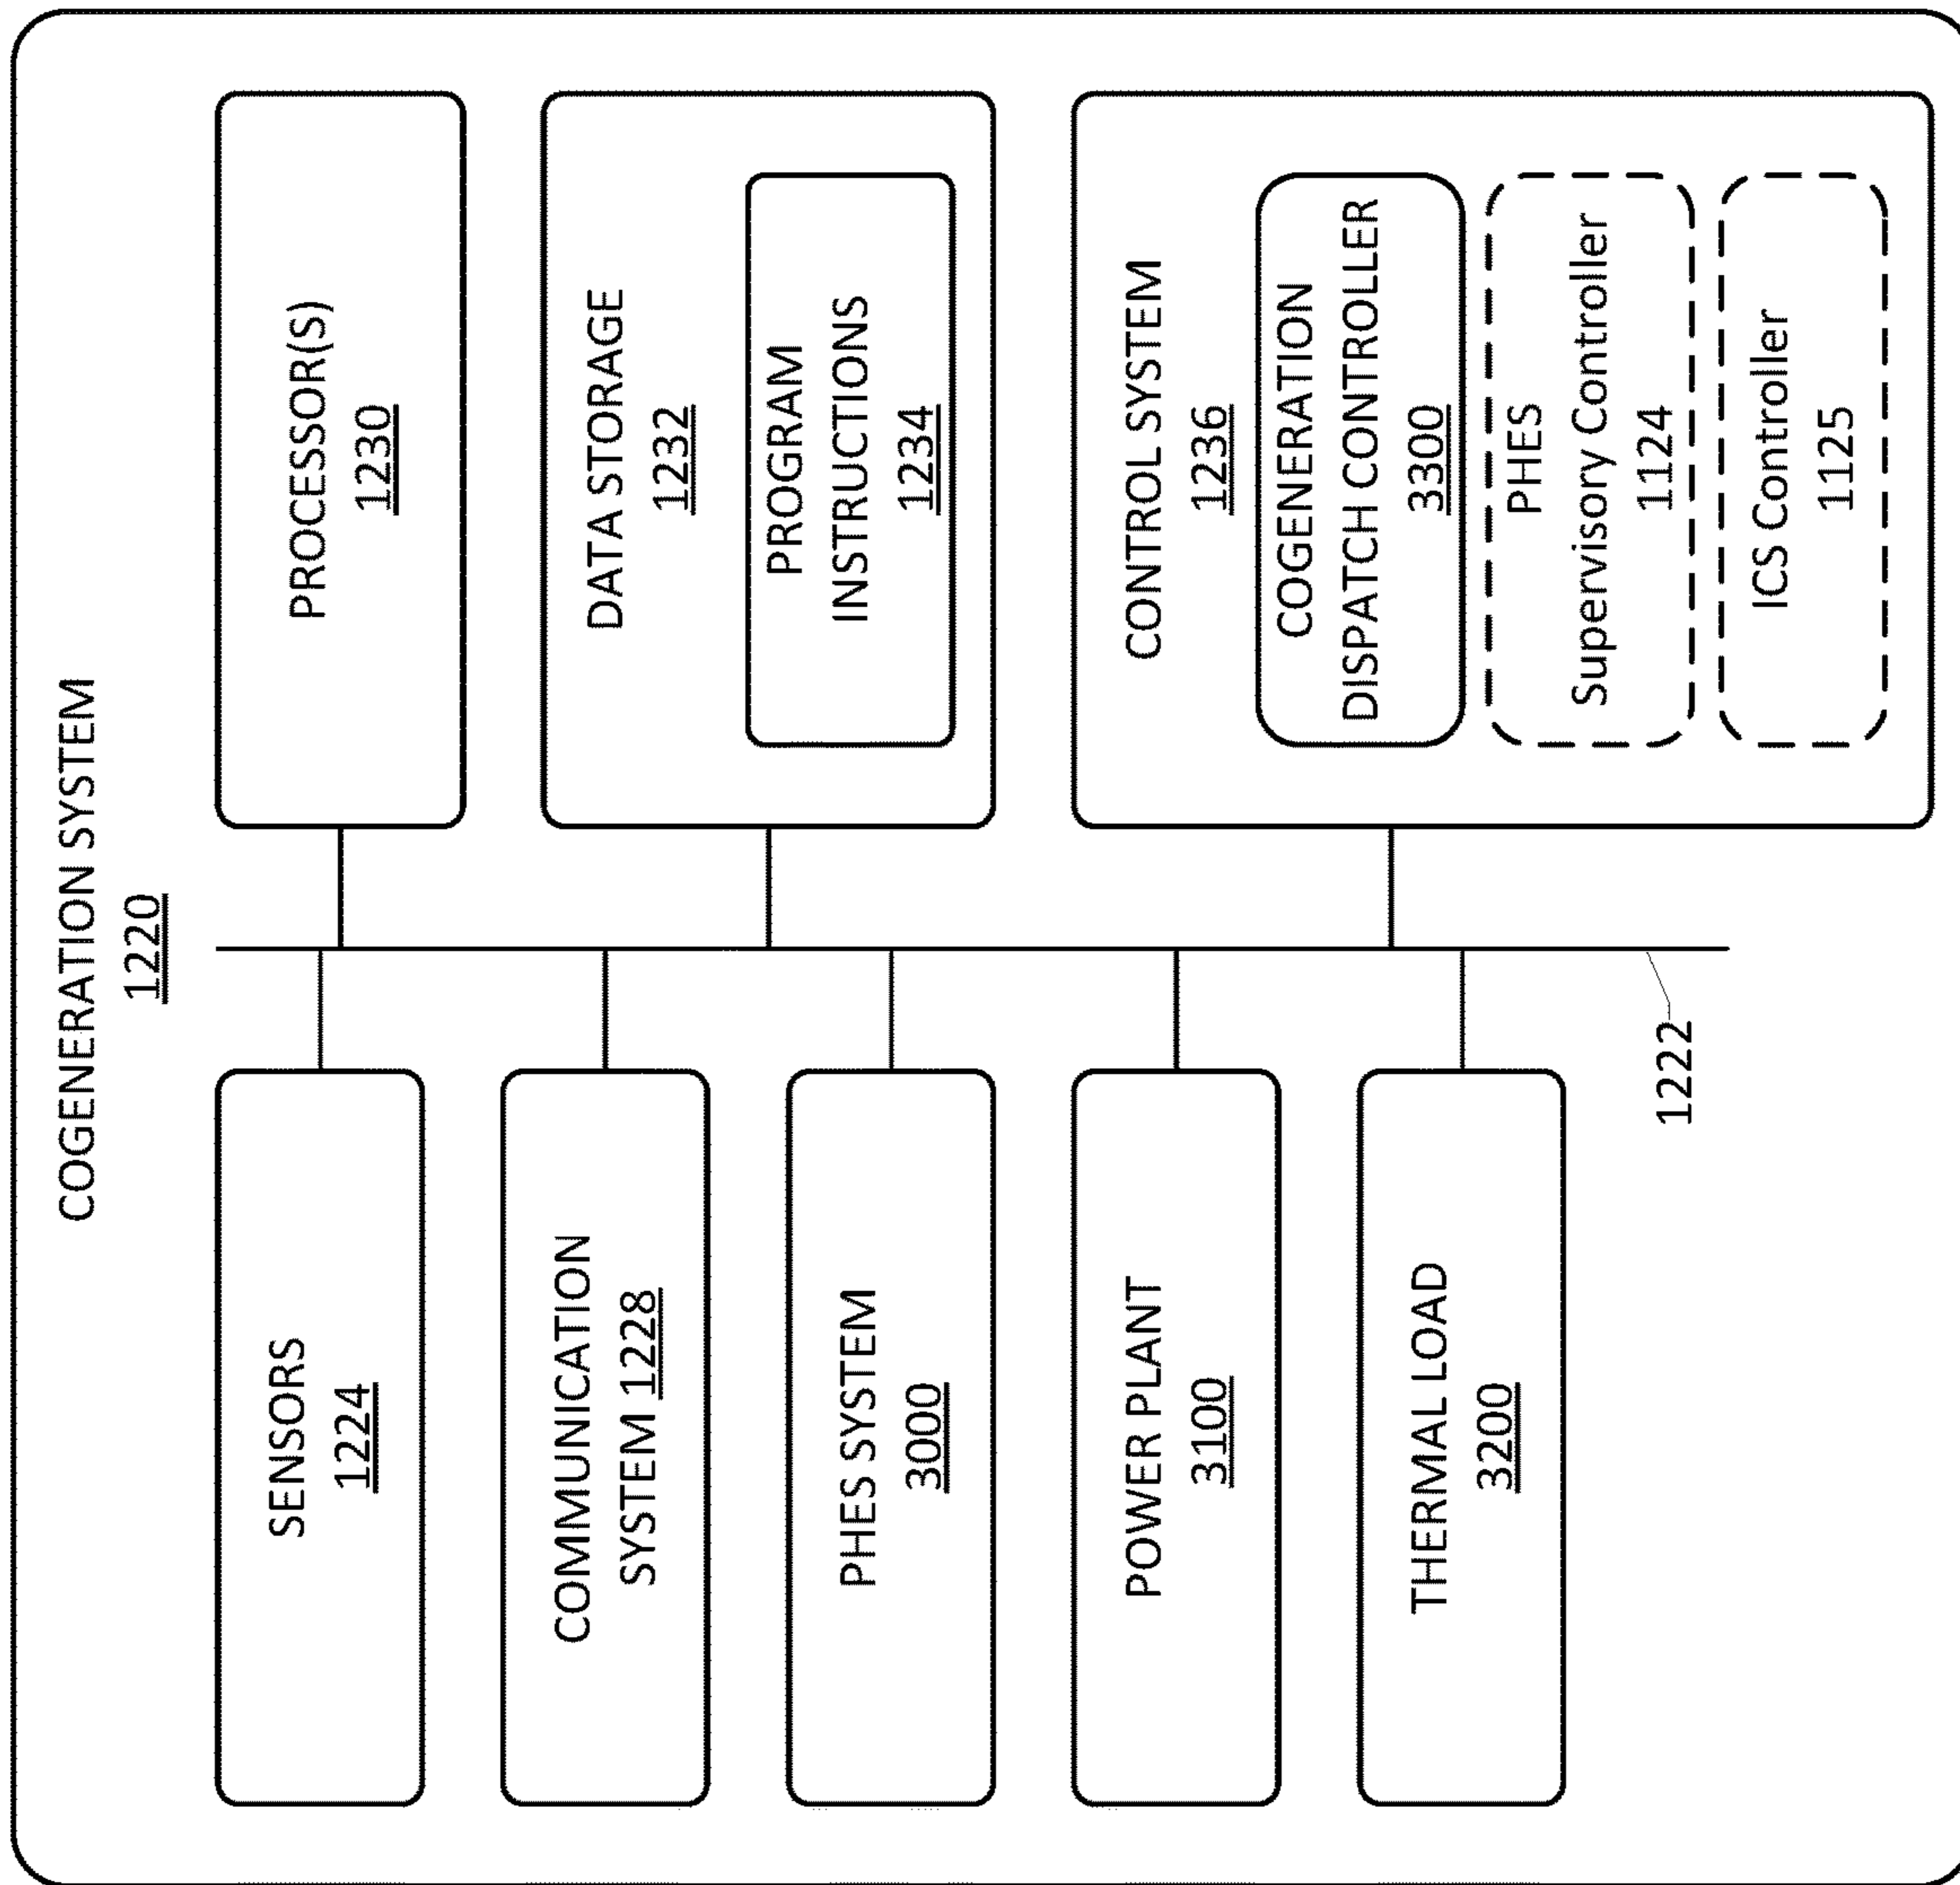 COGENERATION SYSTEM
1220
SENSORS
1224
COMMUNICATION
SYSTEM 1228
PHES SYSTEM
3000
POWER PLANT
3100
THERMAL LOAD
3200
1222
PROCESSOR(S)
1230
DATA STORAGE
1232
PROGRAM
INSTRUCTIONS
1234
CONTROL SYSTEM
1236
COGENERATION
DISPATCH CONTROLLER
3300
PHES
Supervisory Controller
1124
ICS Controller
1125